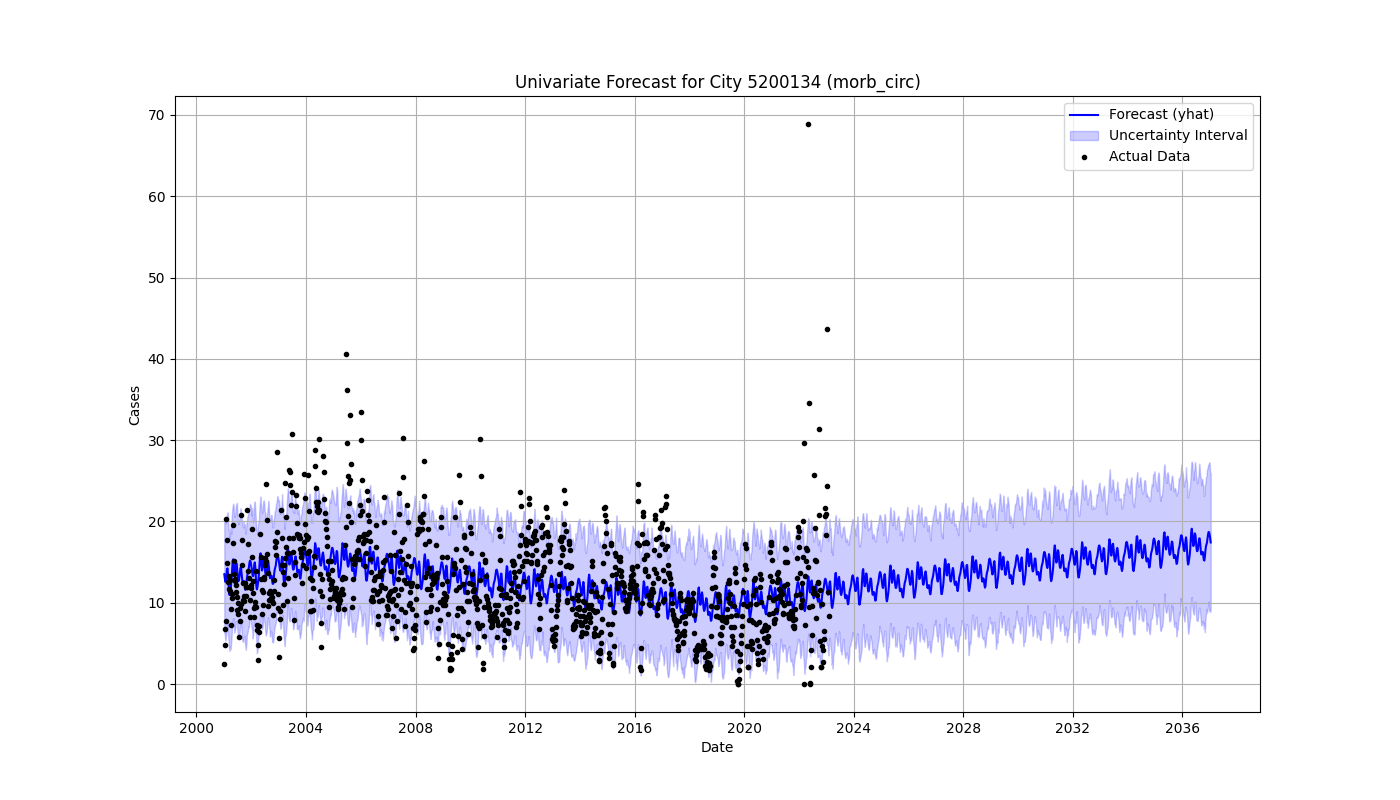 Univariate Forecast for City 5200134 (morb_circ)
Forecast (yhat)
Uncertainty Interval
Actual Data
70
60
50
40
30
20
10
0
Cases
2000 2004 2008 2012 2016 2020 2024 2028 2032 2036
Date